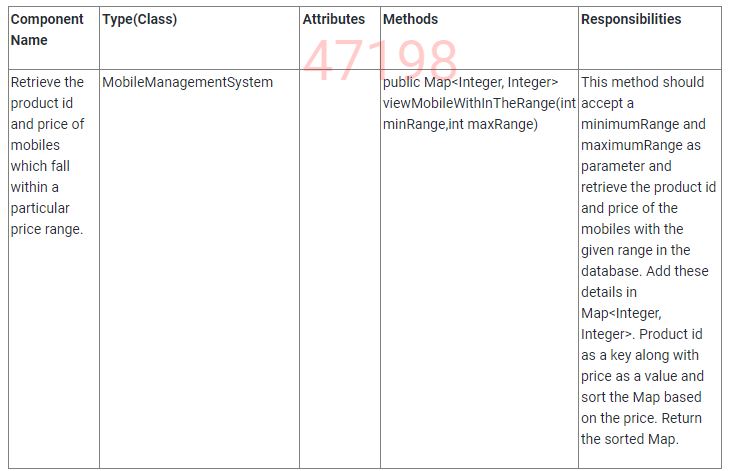 Component Name
Type(Class)
Attributes
Methods
Responsibilities
47198
Retrieve the
product id
and price of
mobiles
which fall
within a
particular
price range.
MobileManagementSystem
public Map<Integer, Integer>
viewMobileWithInTheRange(int
minRange,int maxRange)
This method should
accept a
minimumRange and
maximumRange as
parameter and
retrieve the product id
and price of the
mobiles with the
given range in the
database. Add these
details in
Map<Integer,
Integer>. Product id
as a key along with
price as a value and
sort the Map based
on the price. Return
the sorted Map.